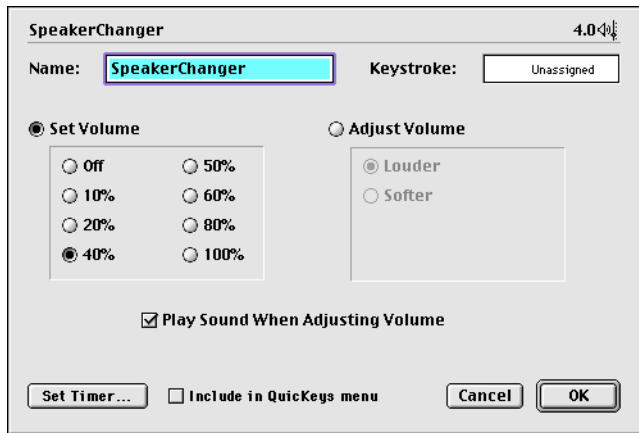 SpeakerChanger 4.0
Name: SpeakerChanger Keystroke: Unassigned
Set Volume Adjust Volume
Off 50% Louder
10% 60% Softer
20% 80%
40% 100%
Play Sound When Adjusting Volume
Set Timer... Include in QuicKeys menu Cancel OK